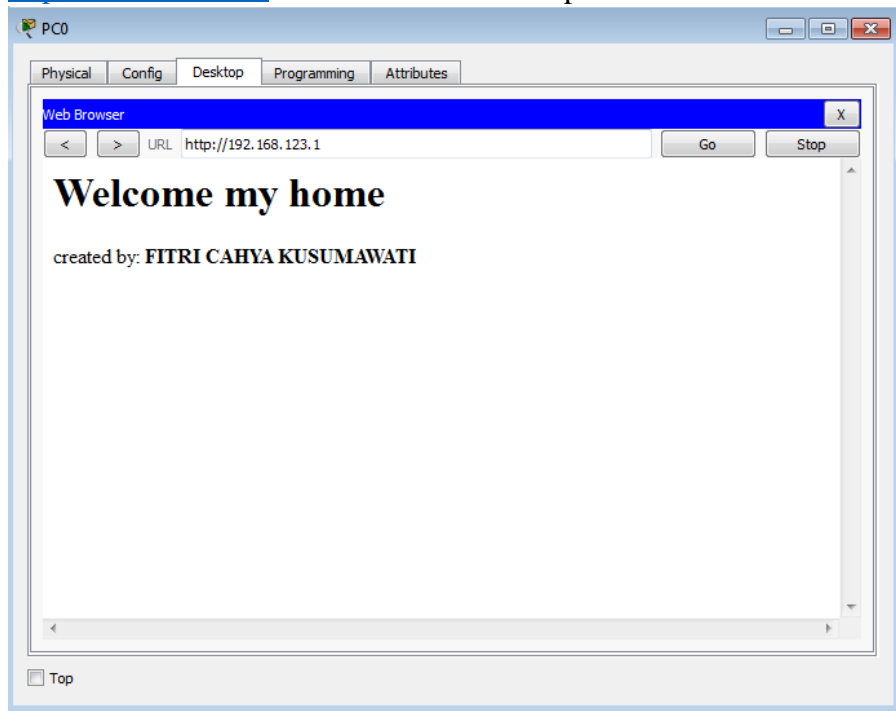 PC0
Physical Config Desktop Programming Attributes
Web Browser X
< > URL http://192.168.123.1 Go Stop
Welcome my home
created by: FITRI CAHYA KUSUMAWATI
Top